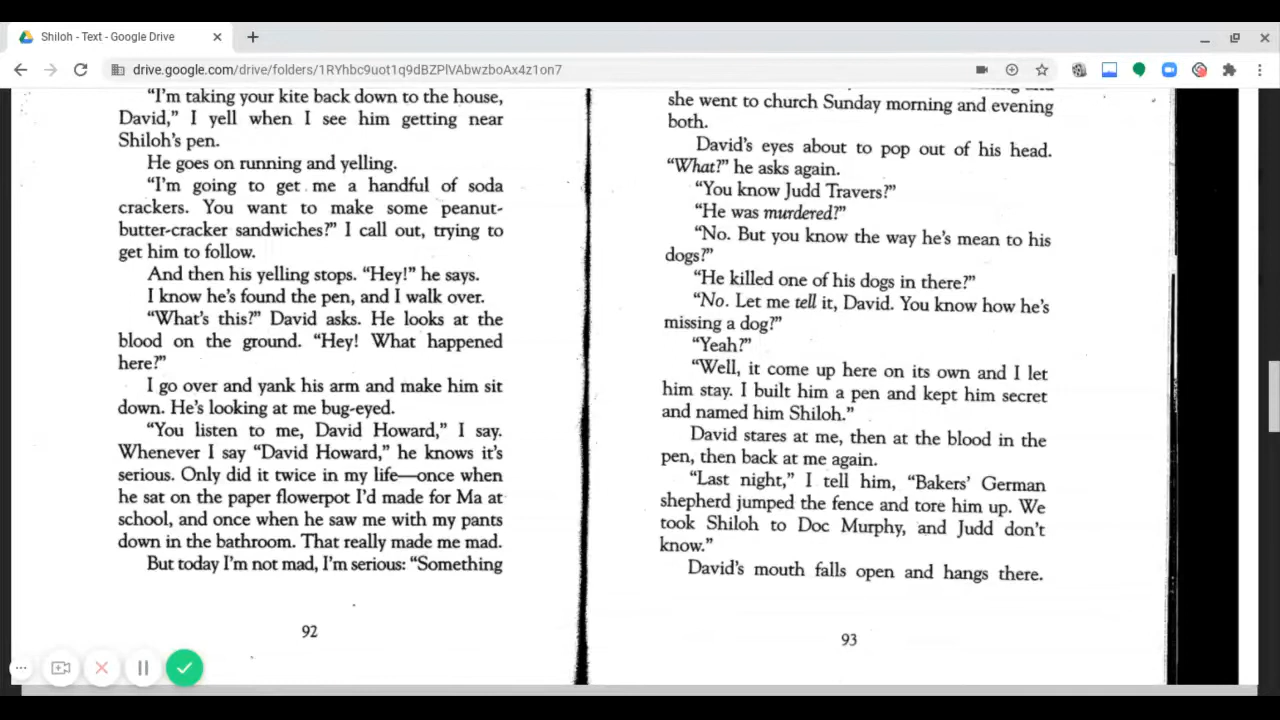 Shiloh - Text - Google Drive
drive.google.com/drive/folders/1RYhbc9uot1q9dBZPlVAbwzboAx4z1on7
“I’m taking your kite back down to the house,
David,” I yell when I see him getting near
Shiloh’s pen.
He goes on running and yelling.
“I’m going to get me a handful of soda
crackers. You want to make some peanut-
butter-cracker sandwiches?” I call out, trying to
get him to follow.
And then his yelling stops. “Hey!” he says.
I know he’s found the pen, and I walk over.
“What’s this?” David asks. He looks at the
blood on the ground. “Hey! What happened
here?”
I go over and yank his arm and make him sit
down. He’s looking at me bug-eyed.
“You listen to me, David Howard,” I say.
Whenever I say “David Howard,” he knows it’s
serious. Only did it twice in my life—once when
he sat on the paper flowerpot I’d made for Ma at
school, and once when he saw me with my pants
down in the bathroom. That really made me mad.
But today I’m not mad, I’m serious: “Something
92
she went to church Sunday morning and evening
both.
David’s eyes about to pop out of his head.
“What?” he asks again.
“You know Judd Travers?”
“He was murdered?”
“No. But you know the way he’s mean to his
dogs?”
“He killed one of his dogs in there?”
“No. Let me tell it, David. You know how he’s
missing a dog?”
“Yeah?”
“Well, it come up here on its own and I let
him stay. I built him a pen and kept him secret
and named him Shiloh.”
David stares at me, then at the blood in the
pen, then back at me again.
“Last night,” I tell him, “Bakers’ German
shepherd jumped the fence and tore him up. We
took Shiloh to Doc Murphy, and Judd don’t
know.”
David’s mouth falls open and hangs there.
93